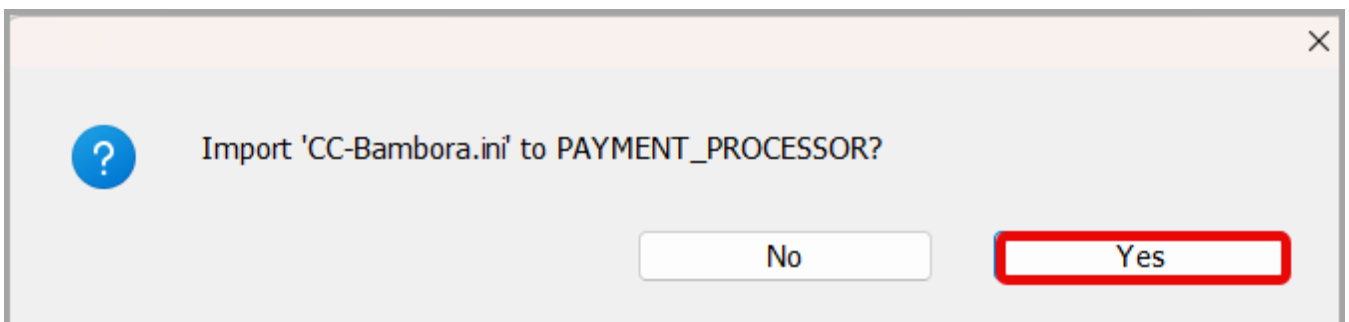 Import 'CC-Bambora.ini' to PAYMENT_PROCESSOR?
No
Yes